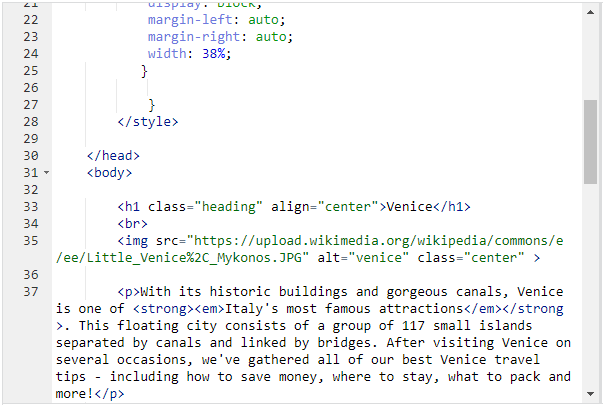 21 display: block;
22 margin-left: auto;
23 margin-right: auto;
24 width: 38%;
25 }
26
27 }
28 </style>
29
30 </head>
31 <body>
32
33 <h1 class="heading" align="center">Venice</h1>
34 <br>
35 <img src="https://upload.wikimedia.org/wikipedia/commons/e
/ee/Little_Venice%2C_Mykonos.JPG" alt="venice" class="center" >
36
37 <p>With its historic buildings and gorgeous canals, Venice
is one of <strong><em>Italy's most famous attractions</em></strong
>. This floating city consists of a group of 117 small islands
separated by canals and linked by bridges. After visiting Venice on
several occasions, we've gathered all of our best Venice travel
tips - including how to save money, where to stay, what to pack and
more!</p>